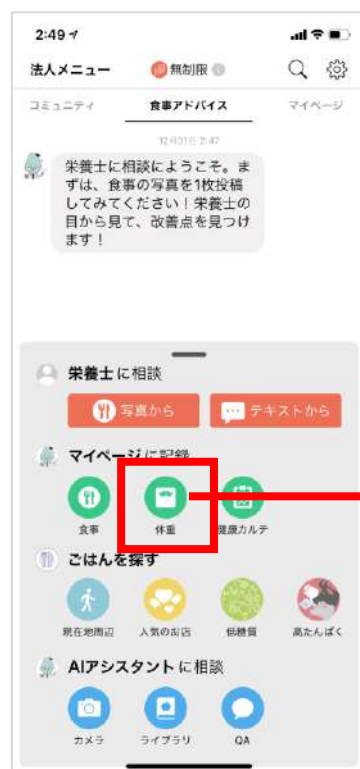 2:49
法人メニュー 無制限
コミュニティ 食事アドバイス マイページ
12月31日 2:47
栄養士に相談にようこそ。ま
ずは、食事の写真を1枚投稿
してみてください！栄養士の
目から見て、改善点を見つけ
ます！
栄養士に相談
写真から テキストから
マイページに記録
食事 体重 健康カルテ
ごはんを探す
現在地周辺 人気のお店 低糖質 高たんぱく
AIアシスタントに相談
カメラ ライブラリ QA